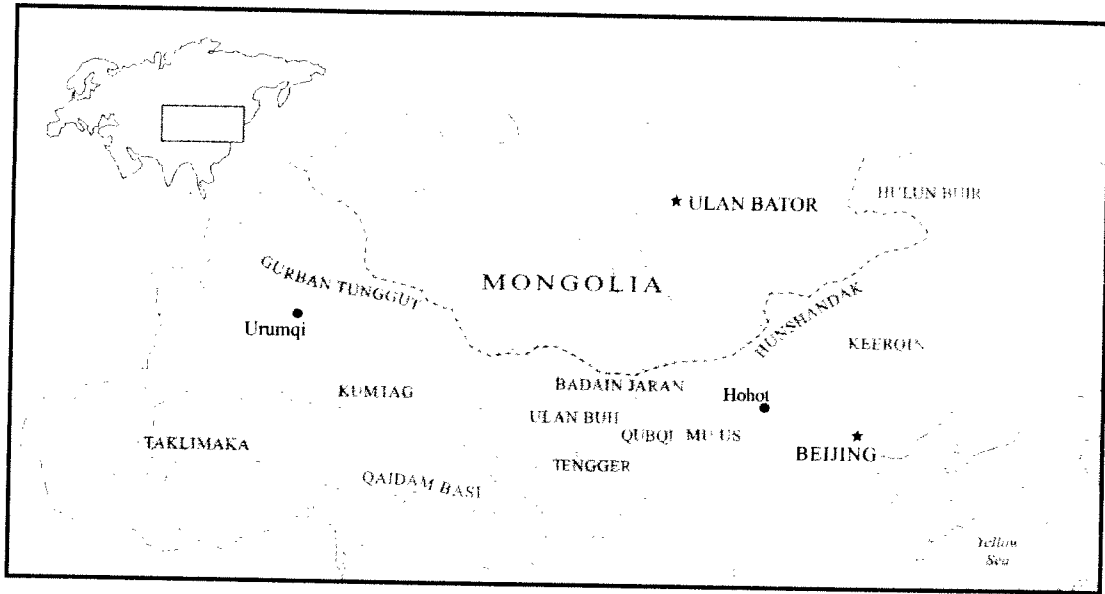 HULUN BUIR
★ ULAN BATOR
GURBAN TUNGGUT
MONGOLIA
HUNSHANDAK
Urumqi
KEERQIN
KUMTAG
BADAIN JARAN
Hohot
ULAN BUH
QUBQI MU US
TAKLIMAKA
TENGGER
BEIJING
QAIDAM BASI
Yellow
Sea